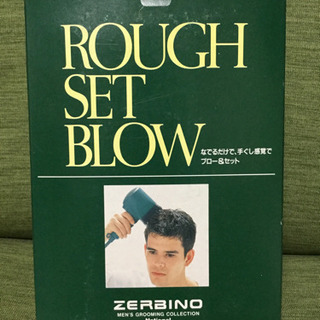 ROUGH
SET
BLOW
なでるだけで、手ぐし感覚で
ブロー&セット
ZERBINO
MEN'S GROOMING COLLECTION
National